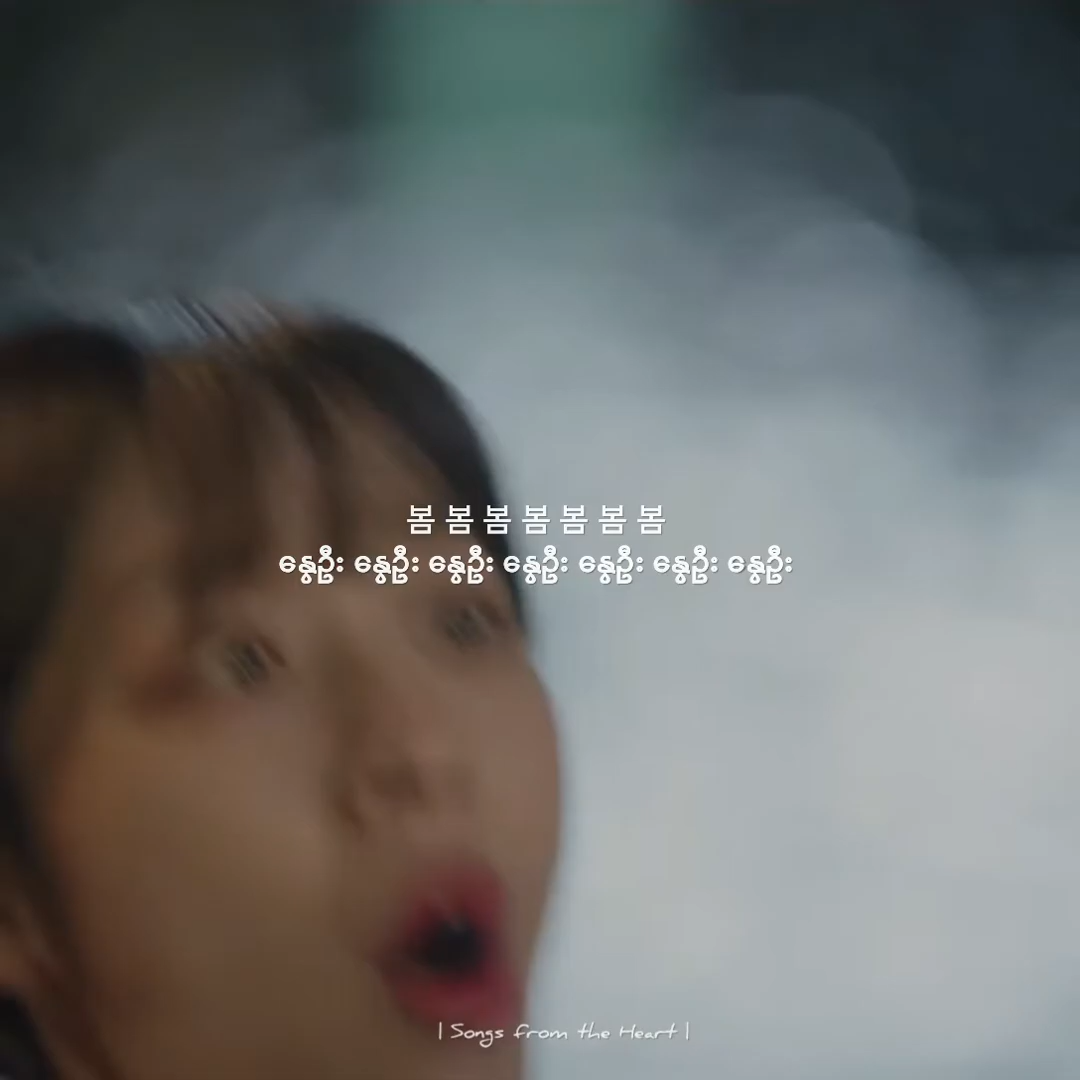 봄 봄 봄 봄 봄 봄 봄
နွေဦး နွေဦး နွေဦး နွေဦး နွေဦး နွေဦး နွေဦး
| Songs from the Heart |